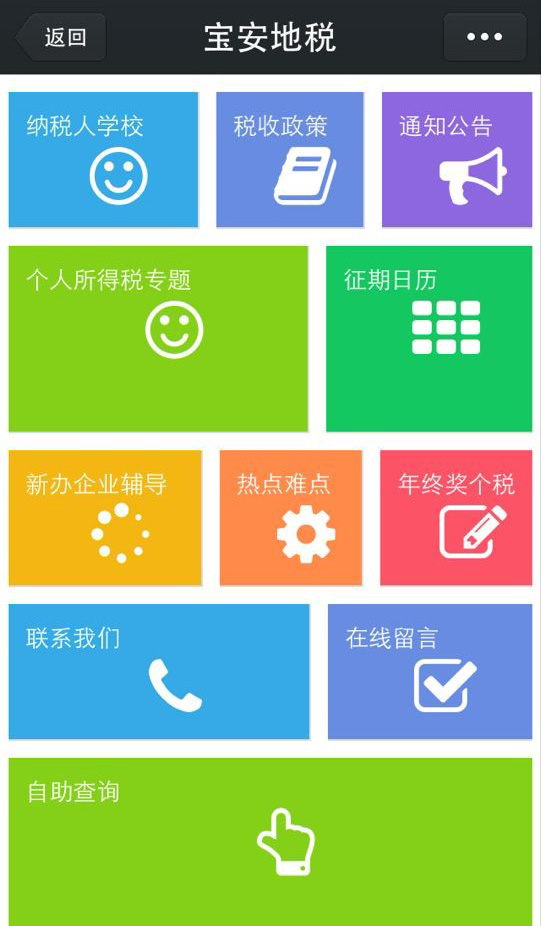 返回
宝安地税
纳税人学校
税收政策
通知公告
个人所得税专题
征期日历
新办企业辅导
热点难点
年终奖个税
联系我们
在线留言
自助查询